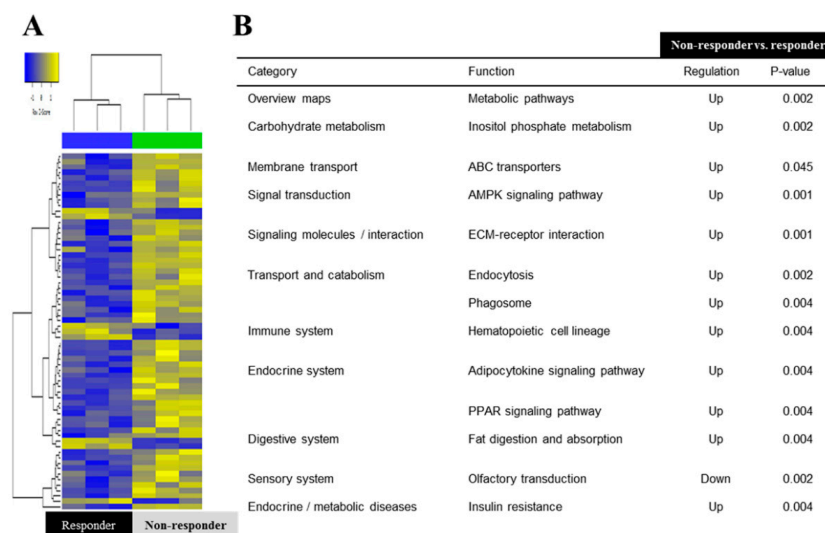 A
B
-1 0 1
Row Z-Score
Non-responder vs. responder
Category Function Regulation P-value
Overview maps Metabolic pathways Up 0.002
Carbohydrate metabolism Inositol phosphate metabolism Up 0.002
Membrane transport ABC transporters Up 0.045
Signal transduction AMPK signaling pathway Up 0.001
Signaling molecules / interaction ECM-receptor interaction Up 0.001
Transport and catabolism Endocytosis Up 0.002
Phagosome Up 0.004
Immune system Hematopoietic cell lineage Up 0.004
Endocrine system Adipocytokine signaling pathway Up 0.004
PPAR signaling pathway Up 0.004
Digestive system Fat digestion and absorption Up 0.004
Sensory system Olfactory transduction Down 0.002
Endocrine / metabolic diseases Insulin resistance Up 0.004
Responder Non-responder